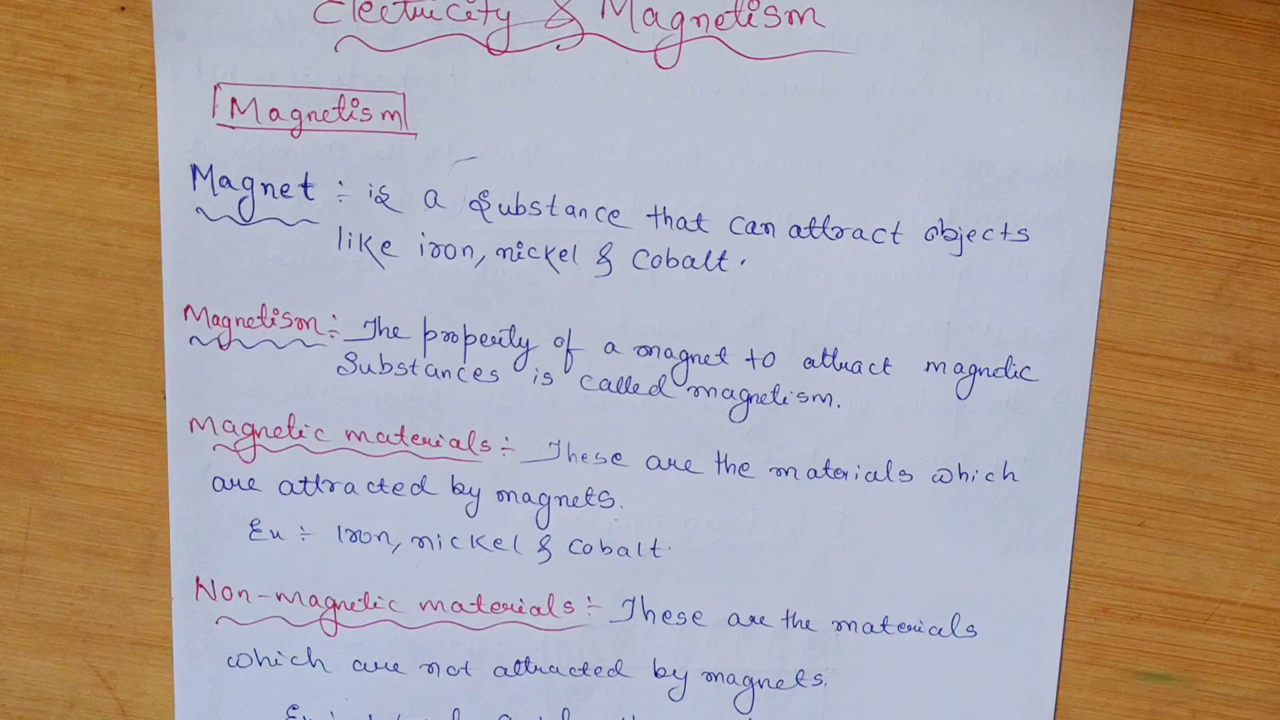 Electricity & Magnetism
Magnetism
Magnet :- is a substance that can attract objects
like iron, nickel & cobalt.
Magnetism :- The property of a magnet to attract magnetic
substances is called magnetism.
Magnetic materials :- These are the materials which
are attracted by magnets.
Ex :- Iron, nickel & cobalt.
Non-magnetic materials :- These are the materials
which are not attracted by magnets.
Ex :-